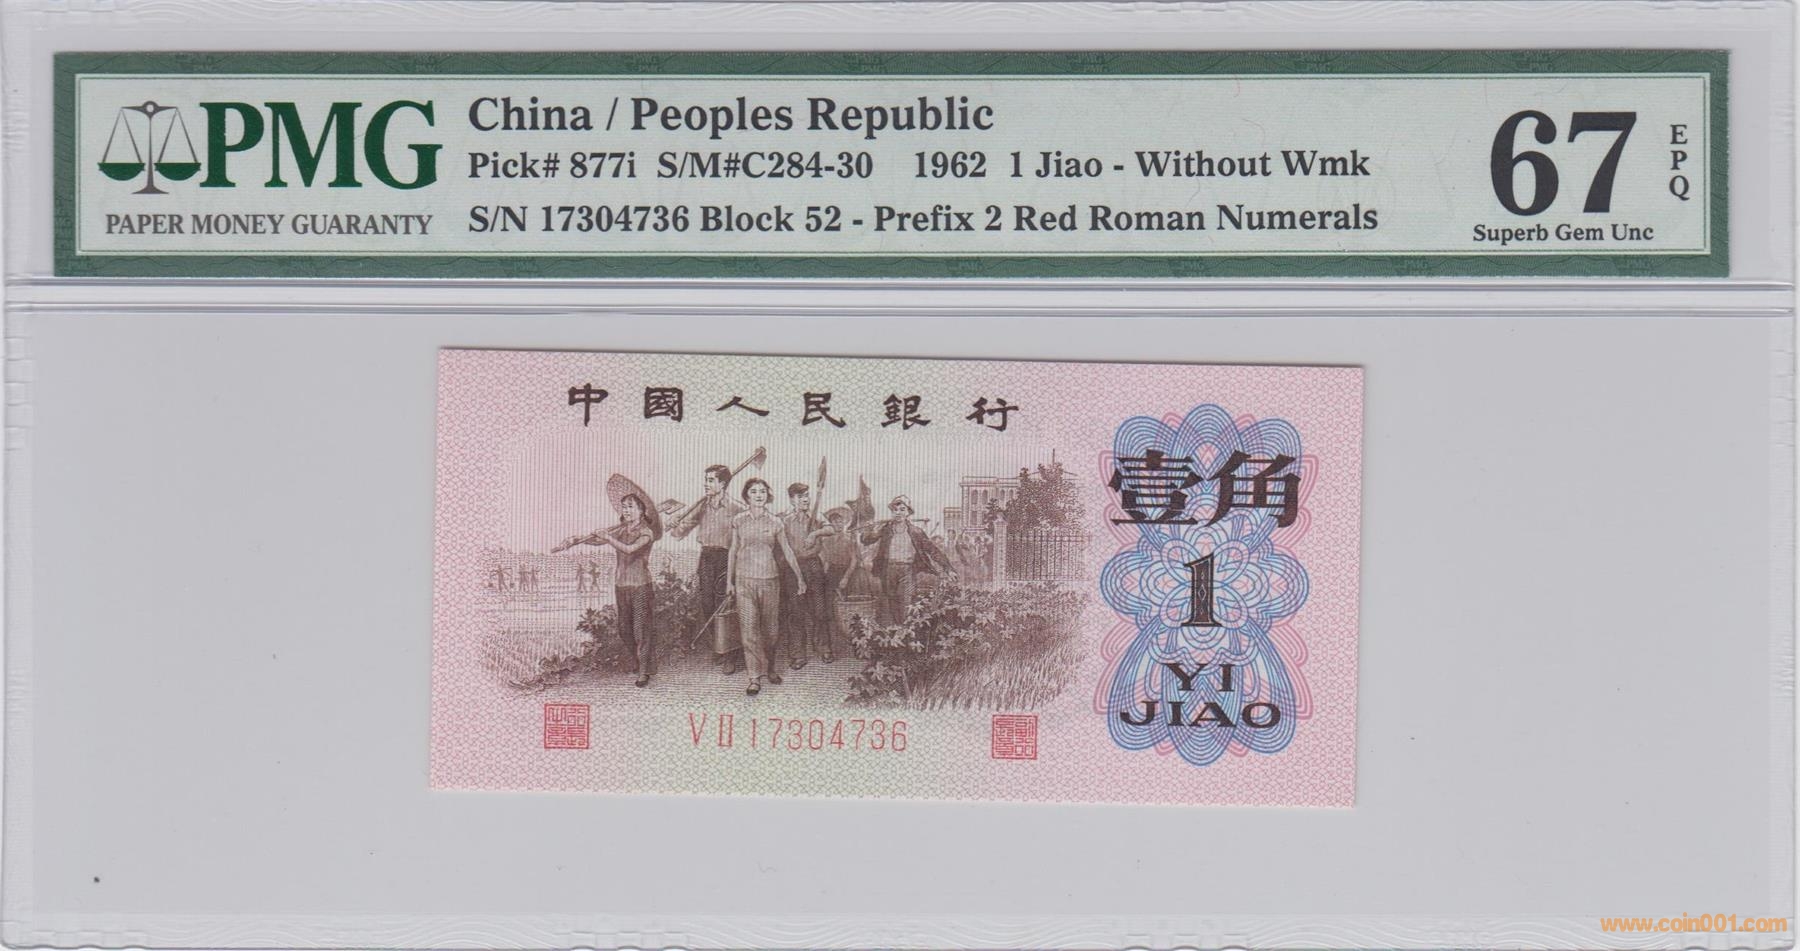 PMG
PAPER MONEY GUARANTY
China / Peoples Republic
Pick# 877i S/M#C284-30 1962 1 Jiao - Without Wmk
S/N 17304736 Block 52 - Prefix 2 Red Roman Numerals
67
EPQ
Superb Gem Unc
中國人民銀行
壹角
1
YI
JIAO
V II 17304736
www.coin001.com